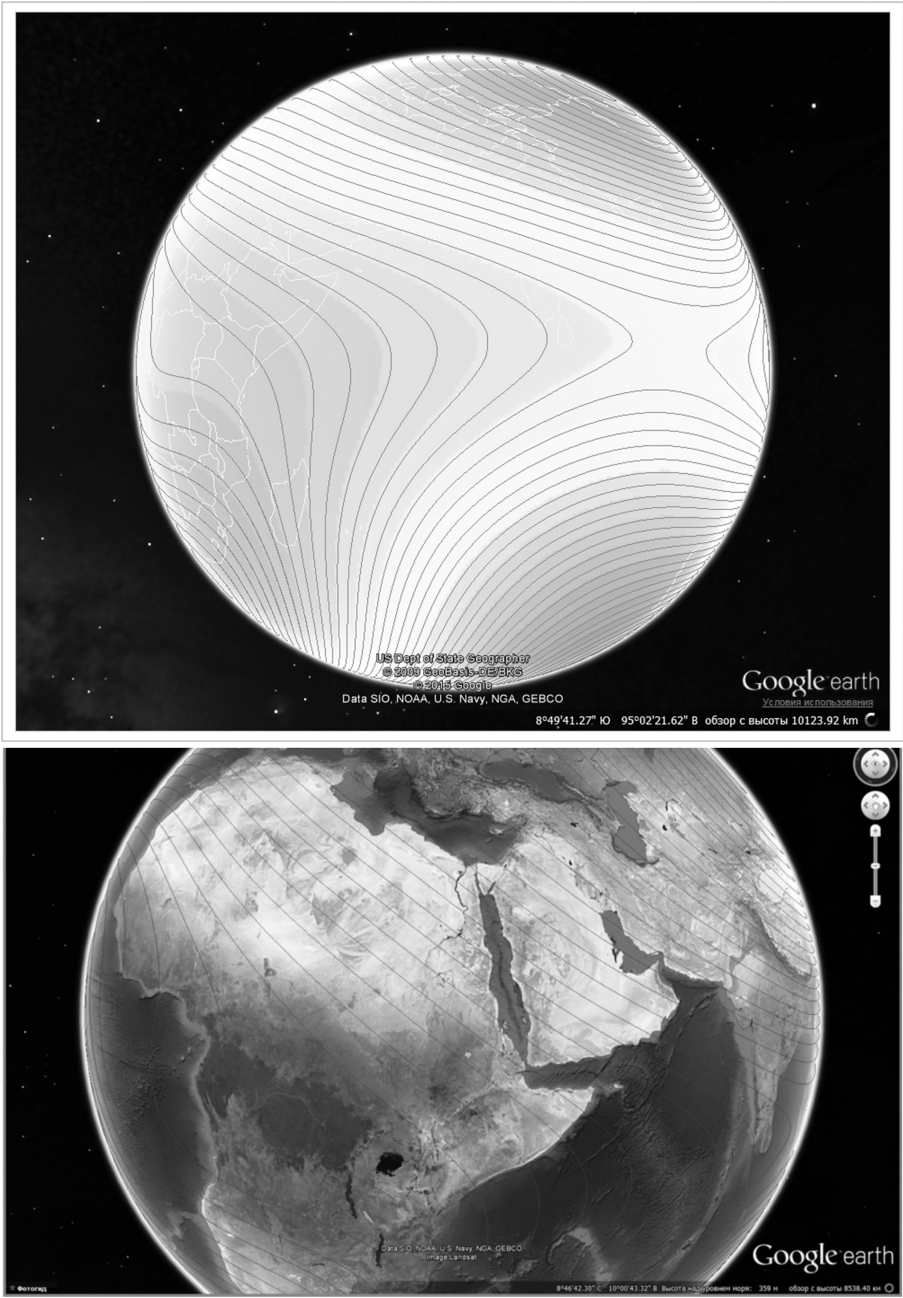 US Dept of State Geographer
© 2009 GeoBasis-DE/BKG
© 2015 Google
Data SIO, NOAA, U.S. Navy, NGA, GEBCO
Google earth
Условия использования
8°49'41.27" Ю 95°02'21.62" В обзор с высоты 10123.92 km
Data SIO, NOAA, U.S. Navy, NGA, GEBCO
Image Landsat
Google earth
Фотогид
8°46'42.30" С 10°00'43.32" В Высота над уровнем моря: 359 м обзор с высоты 8538.40 km